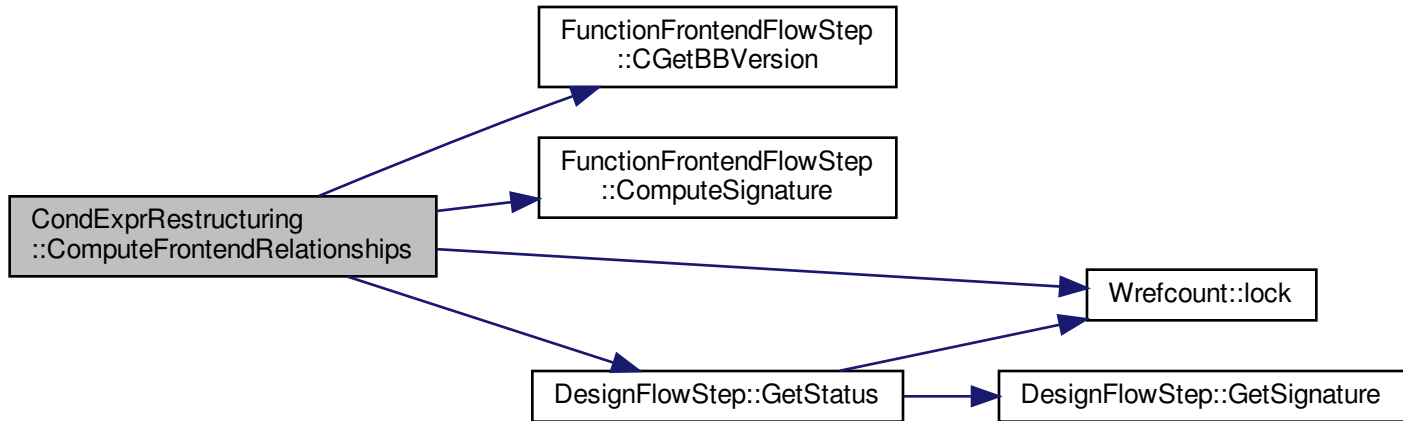 FunctionFrontendFlowStep
::CGetBBVersion
FunctionFrontendFlowStep
::ComputeSignature
CondExprRestructuring
::ComputeFrontendRelationships
Wrefcount::lock
DesignFlowStep::GetStatus
DesignFlowStep::GetSignature